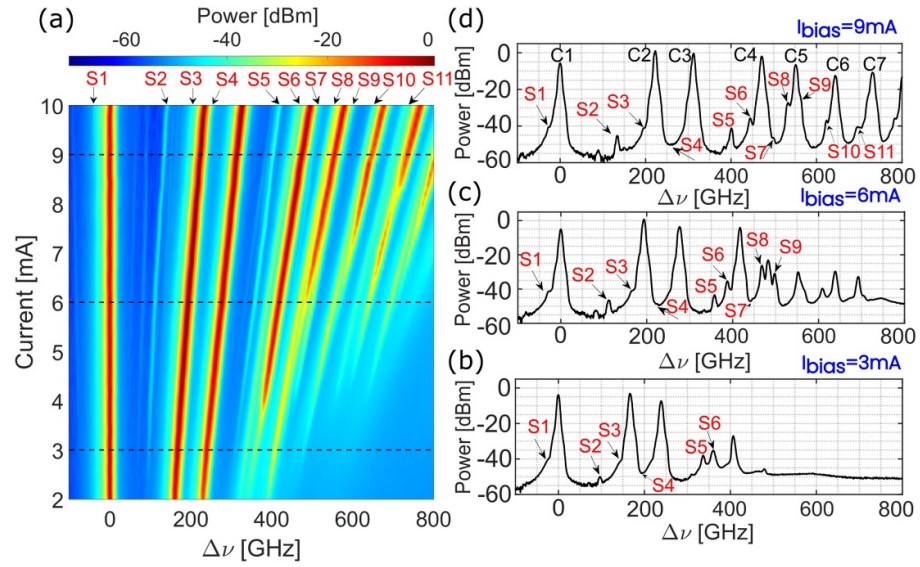 (a)
Power [dBm]
-60 -20 0
S1 S2 S3 S4 S5 S6 S7 S8 S9 S10 S11
10
9
8
7
6
5
4
3
2
Current [mA]
0 200 400 600 800
Δν [GHz]
(d) I_bias=9mA
0
-20
-40
-60
Power [dBm]
C1 C2 C3 C4 C5 C6 C7
S1 S2 S3 S4 S5 S6 S7 S8 S9 S10 S11
0 200 400 600 800
Δν [GHz]
(c) I_bias=6mA
0
-20
-40
-60
Power [dBm]
S1 S2 S3 S4 S5 S6 S7 S8 S9
0 200 400 600 800
Δν [GHz]
(b) I_bias=3mA
0
-20
-40
-60
Power [dBm]
S1 S2 S3 S4 S5 S6
0 200 400 600 800
Δν [GHz]